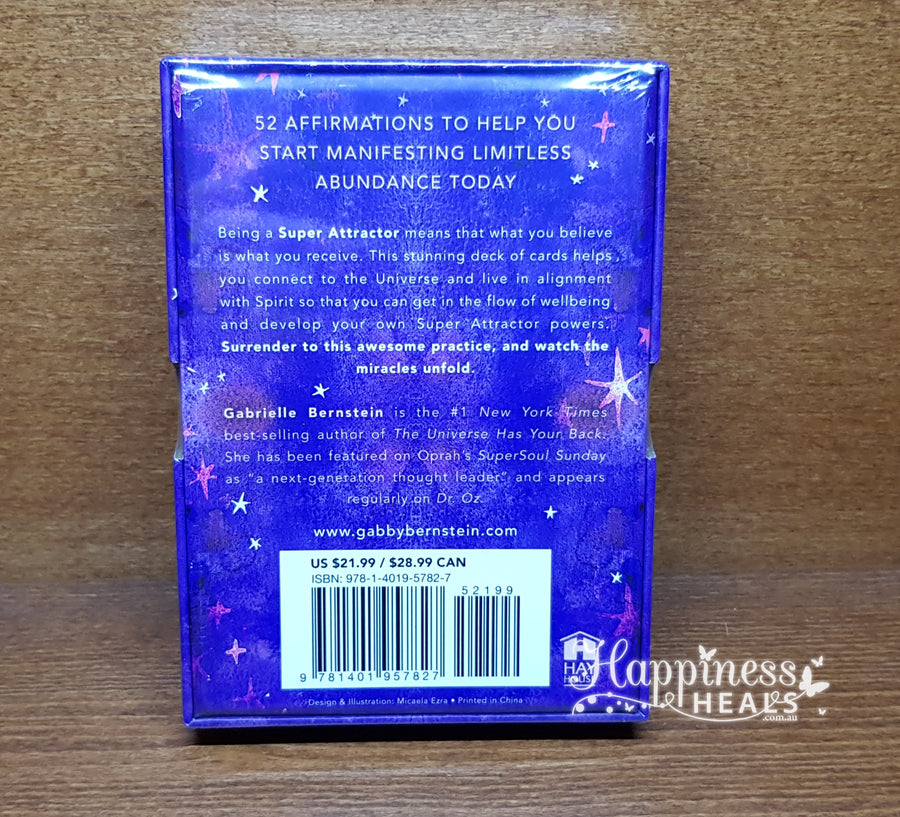 52 AFFIRMATIONS TO HELP YOU
START MANIFESTING LIMITLESS
ABUNDANCE TODAY
Being a Super Attractor means that what you believe
is what you receive. This stunning deck of cards helps
you connect to the Universe and live in alignment
with Spirit so that you can get in the flow of wellbeing
and develop your own Super Attractor powers.
Surrender to this awesome practice, and watch the
miracles unfold.
Gabrielle Bernstein is the #1 New York Times
best-selling author of The Universe Has Your Back.
She has been featured on Oprah's SuperSoul Sunday
as “a next-generation thought leader” and appears
regularly on Dr. Oz.
www.gabbybernstein.com
US $21.99 / $28.99 CAN
ISBN: 978-1-4019-5782-7
52199
9 781401 957827
HAY
HOUSE
Design & Illustration: Micaela Ezra • Printed in China
Happiness
HEALS
.com.au